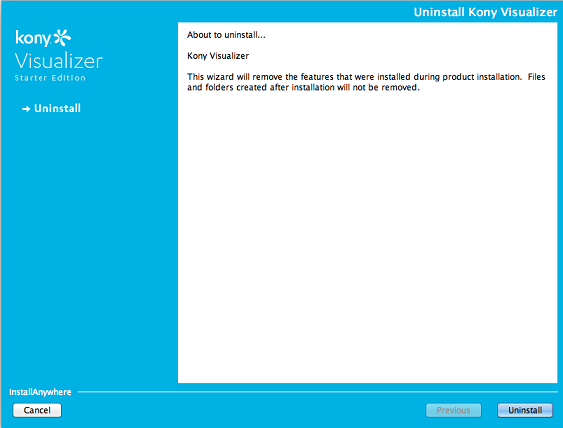 Uninstall Kony Visualizer
kony
Visualizer
Starter Edition
Uninstall
About to uninstall...
Kony Visualizer
This wizard will remove the features that were installed during product installation. Files
and folders created after installation will not be removed.
InstallAnywhere
Cancel
Previous
Uninstall